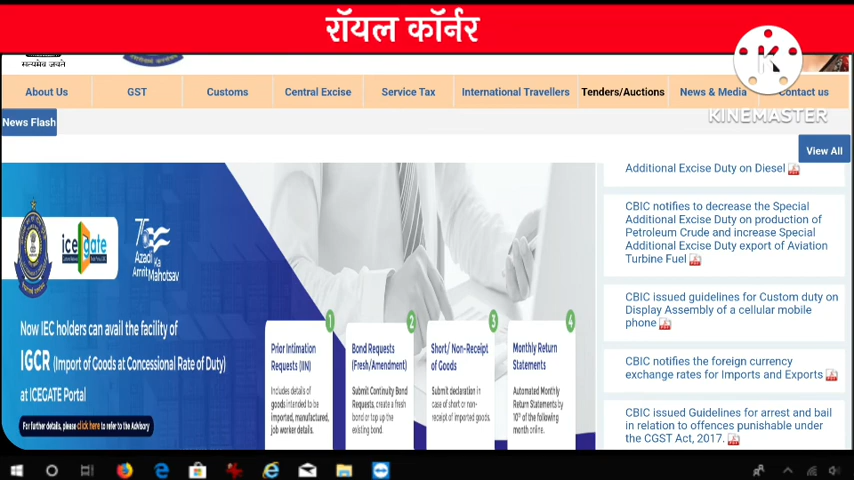 रॉयल कॉर्नर
सत्यमेव जयते
About Us GST Customs Central Excise Service Tax International Travellers Tenders/Auctions News & Media Contact us
KINEMASTER
News Flash
View All
Additional Excise Duty on Diesel
CBIC notifies to decrease the Special
Additional Excise Duty on production of
Petroleum Crude and increase Special
Additional Excise Duty export of Aviation
Turbine Fuel
CBIC issued guidelines for Custom duty on
Display Assembly of a cellular mobile
phone
CBIC notifies the foreign currency
exchange rates for Imports and Exports
CBIC issued Guidelines for arrest and bail
in relation to offences punishable under
the CGST Act, 2017.
icegate
75
Azadi Ka
Amrit Mahotsav
Now IEC holders can avail the facility of
IGCR (Import of Goods at Concessional Rate of Duty)
at ICEGATE Portal
For further details, please click here to refer to the Advisory
1
Prior Intimation
Requests (IIN)
Includes details of
goods intended to be
imported, manufactured,
job worker details.
2
Bond Requests
(Fresh/Amendment)
Submit Continuity Bond
Requests, create a fresh
bond or top up the
existing bond.
3
Short/ Non-Receipt
of Goods
Submit declaration in
case of short or non-
receipt of imported goods.
4
Monthly Return
Statements
Automated Monthly
Return Statements by
10th of the following
month online.